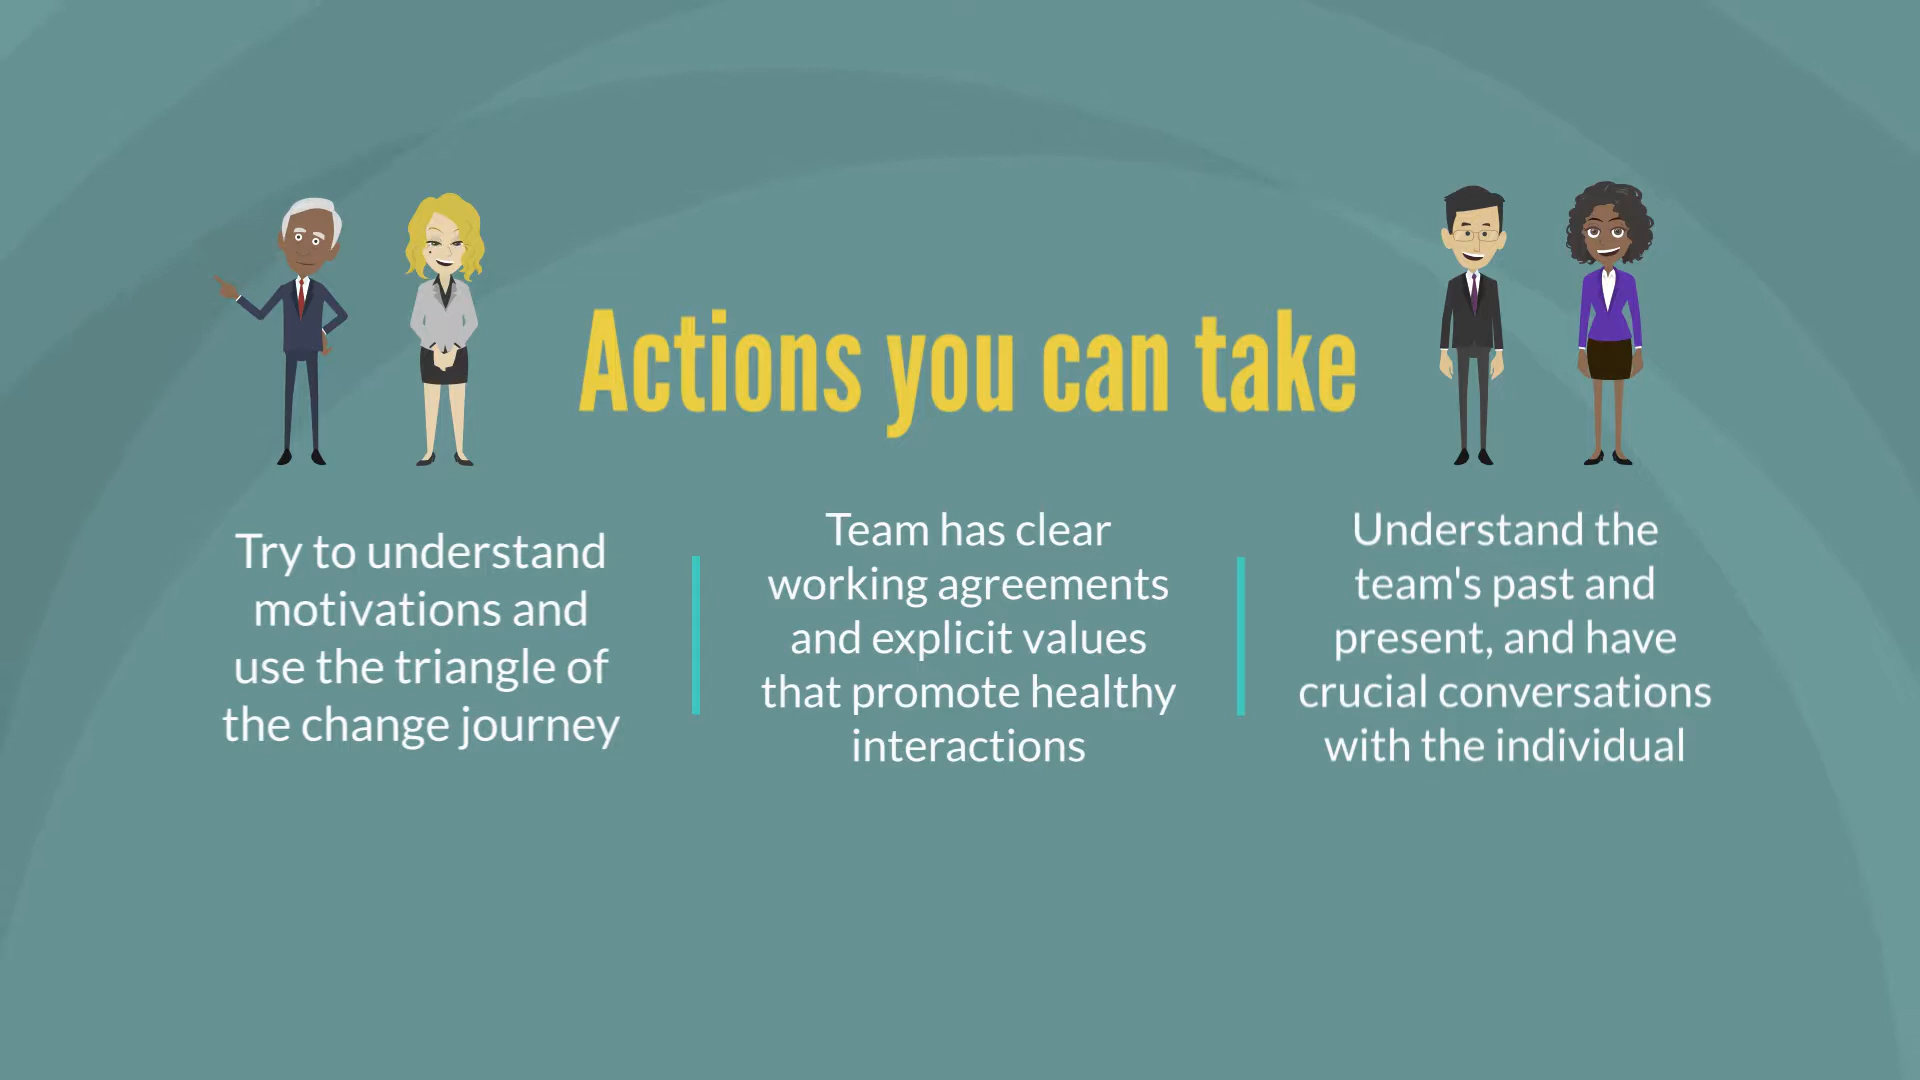 Actions you can take
Try to understand
motivations and
use the triangle of
the change journey
Team has clear
working agreements
and explicit values
that promote healthy
interactions
Understand the
team's past and
present, and have
crucial conversations
with the individual